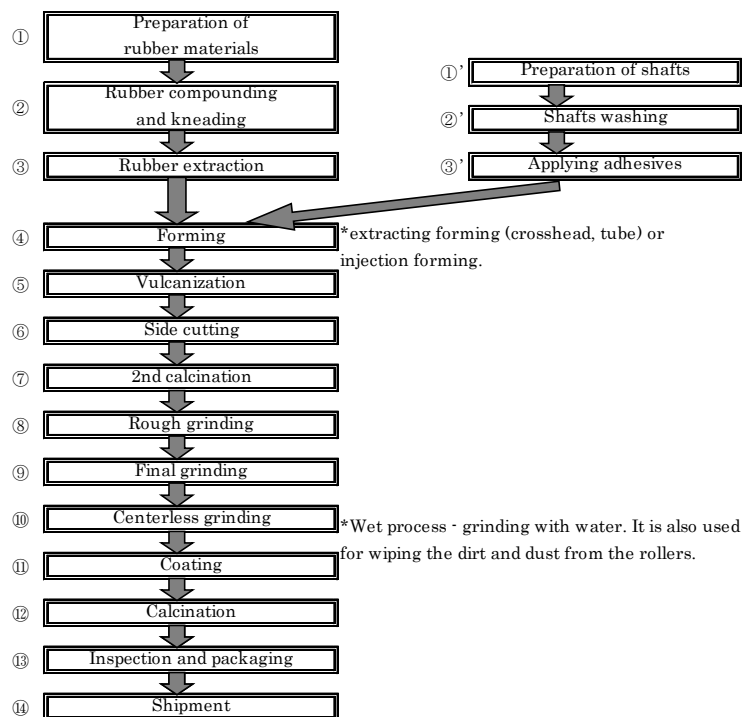 ① Preparation of
rubber materials
② Rubber compounding
and kneading
③ Rubber extraction
①’ Preparation of shafts
②’ Shafts washing
③’ Applying adhesives
④ Forming
*extracting forming (crosshead, tube) or
injection forming.
⑤ Vulcanization
⑥ Side cutting
⑦ 2nd calcination
⑧ Rough grinding
⑨ Final grinding
⑩ Centerless grinding
*Wet process - grinding with water. It is also used
for wiping the dirt and dust from the rollers.
⑪ Coating
⑫ Calcination
⑬ Inspection and packaging
⑭ Shipment